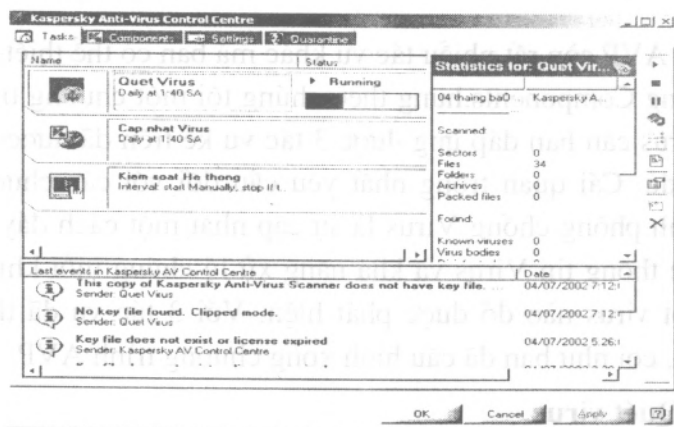 Kaspersky Anti-Virus Control Centre
Tasks Components Settings Quarantine
Name Status
Quet Virus
Daily at 1:40 SA
Running
Cap nhat Virus
Daily at 1:40 SA
Kiem soat He thong
Interval: start Manually, stop If t
Statistics for: Quet Vir...
04 thang ba0 Kaspersky A...
Scanned:
Sectors 0
Files 34
Folders 0
Archives 0
Packed files 0
Found:
Known viruses 0
Virus bodies 0
Last events in Kaspersky AV Control Centre Date
This copy of Kaspersky Anti-Virus Scanner does not have key file. ... 04/07/2002 7:12:
Sender: Quet Virus
No key file found. Clipped mode. 04/07/2002 7:12:
Sender: Quet Virus
Key file does not exist or license expired 04/07/2002 5:26:
Sender: Kaspersky AV Control Centre
OK Cancel Apply